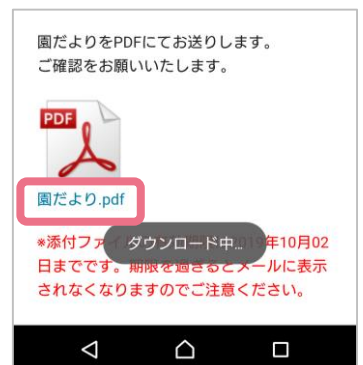 園だよりをPDFにてお送りします。
ご確認をお願いいたします。
PDF
園だより.pdf
ダウンロード中...
*添付ファ 年10月02
日までです。期限を過ぎるとメールに表示
されなくなりますのでご注意ください。